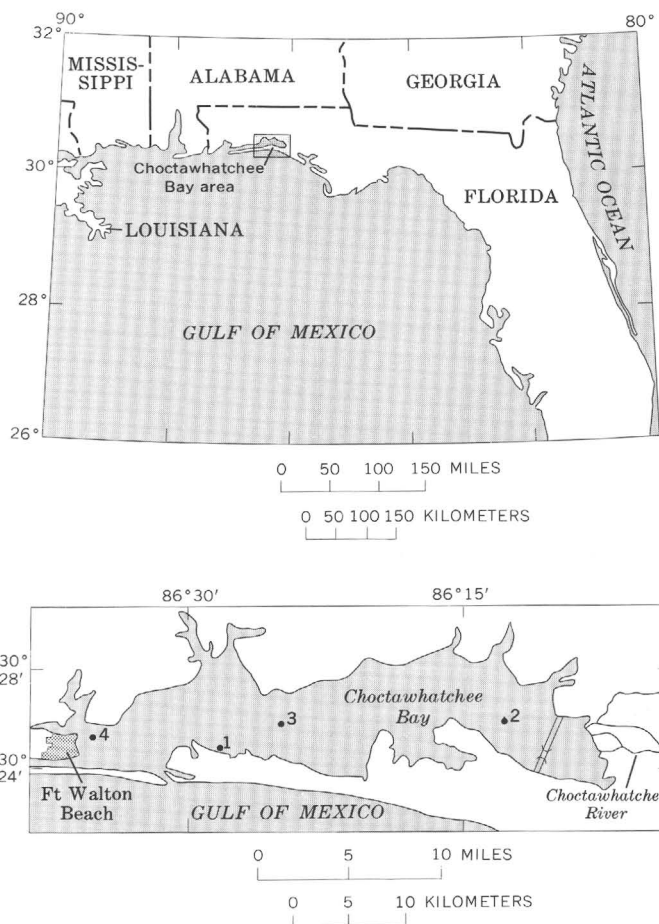 90°
80°
32°
MISSIS-
SIPPI
ALABAMA
GEORGIA
ATLANTIC OCEAN
30°
Choctawhatchee
Bay area
FLORIDA
LOUISIANA
28°
GULF OF MEXICO
26°
0 50 100 150 MILES
0 50 100 150 KILOMETERS
86°30′
86°15′
30°
28′
Choctawhatchee
Bay
4
1
3
2
30°
24′
Ft Walton
Beach
GULF OF MEXICO
Choctawhatche
River
0 5 10 MILES
0 5 10 KILOMETERS